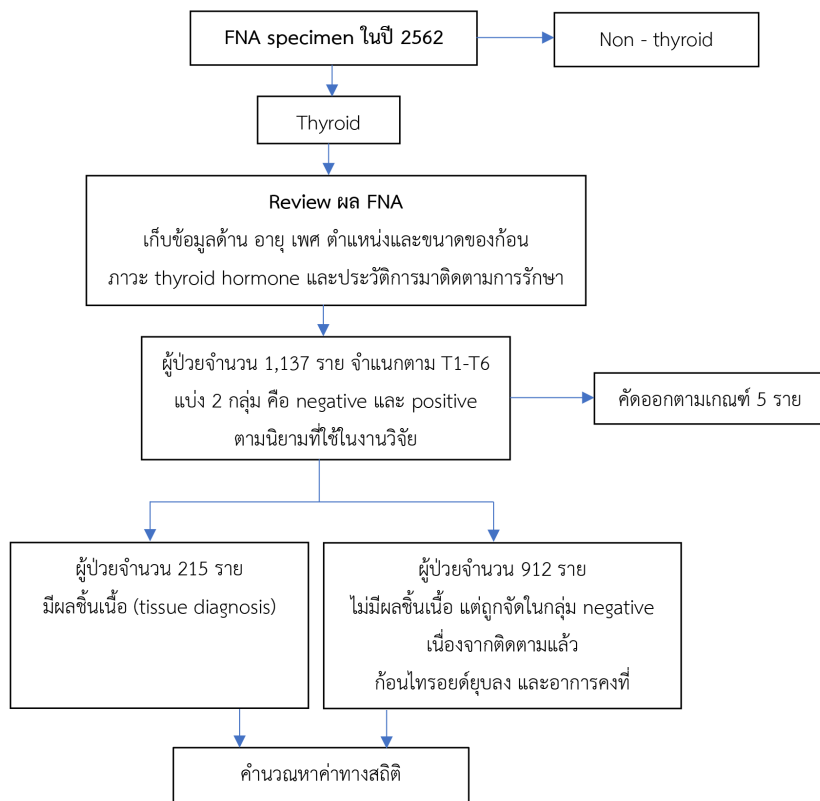 FNA specimen ในปี 2562
Non - thyroid
Thyroid
Review ผล FNA
เก็บข้อมูลด้าน อายุ เพศ ตำแหน่งและขนาดของก้อน
ภาวะ thyroid hormone และประวัติการมาติดตามการรักษา
ผู้ป่วยจำนวน 1,137 ราย จำแนกตาม T1-T6
แบ่ง 2 กลุ่ม คือ negative และ positive
ตามนิยามที่ใช้ในงานวิจัย
คัดออกตามเกณฑ์ 5 ราย
ผู้ป่วยจำนวน 215 ราย
มีผลชิ้นเนื้อ (tissue diagnosis)
ผู้ป่วยจำนวน 912 ราย
ไม่มีผลชิ้นเนื้อ แต่ถูกจัดในกลุ่ม negative
เนื่องจากติดตามแล้ว
ก้อนไทรอยด์ยุบลง และอาการคงที่
คำนวณหาค่าทางสถิติ